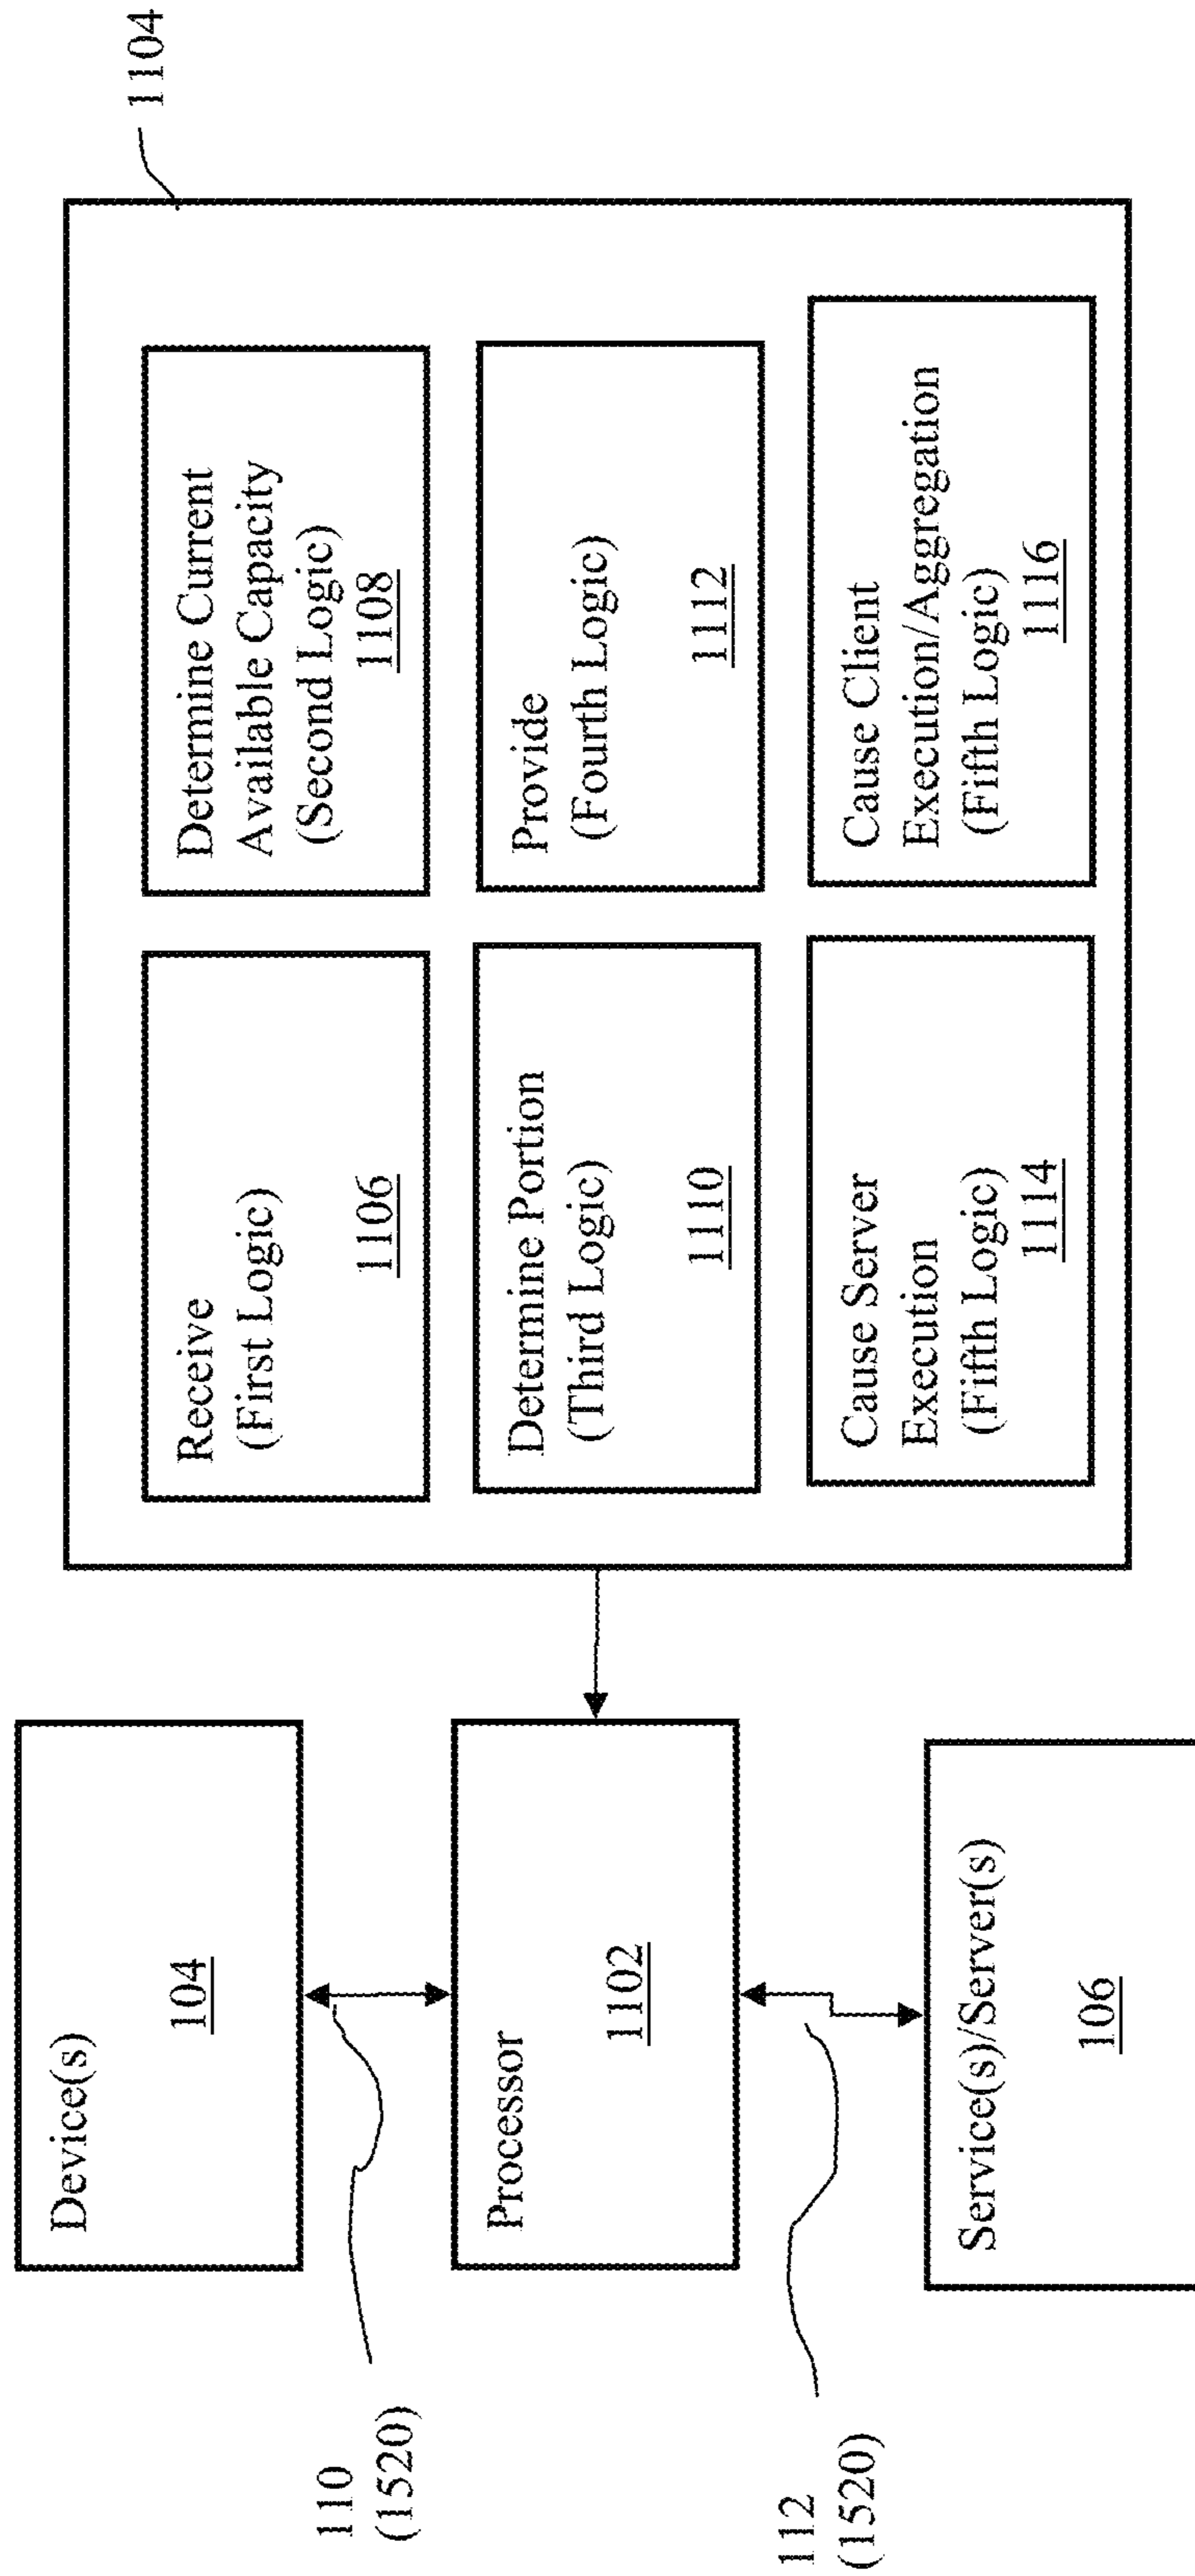 Device(s)
104
110
(1520)
Processor
1102
112
(1520)
Service(s)/Server(s)
106
1104
Receive
(First Logic)
1106
Determine Current
Available Capacity
(Second Logic)
1108
Determine Portion
(Third Logic)
1110
Provide
(Fourth Logic)
1112
Cause Server
Execution
(Fifth Logic)
1114
Cause Client
Execution/Aggregation
(Fifth Logic)
1116